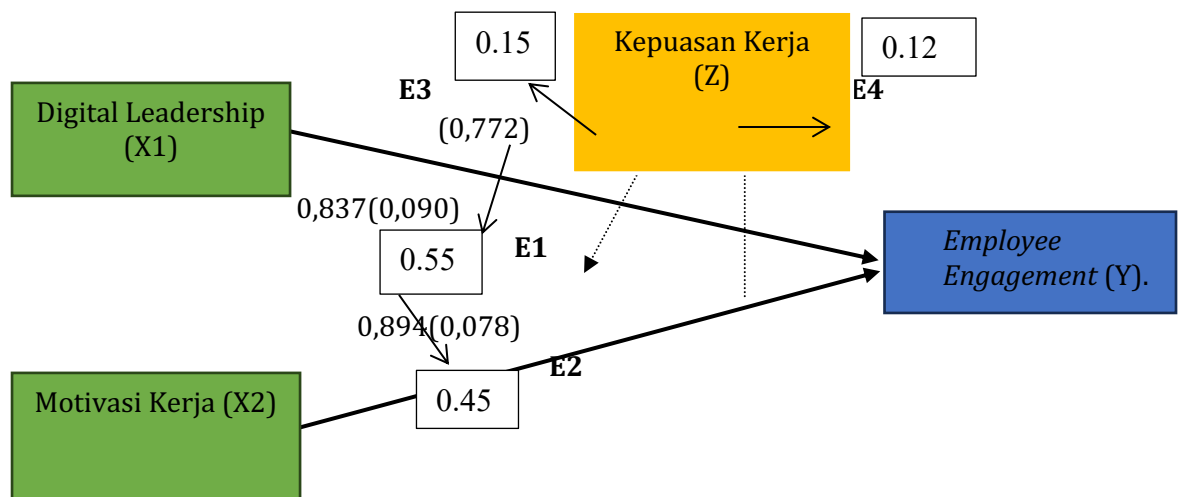 0.15
Kepuasan Kerja
(Z)
0.12
E3
E4
Digital Leadership
(X1)
(0,772)
0,837(0,090)
0.55
E1
Employee
Engagement (Y).
0,894(0,078)
E2
Motivasi Kerja (X2)
0.45